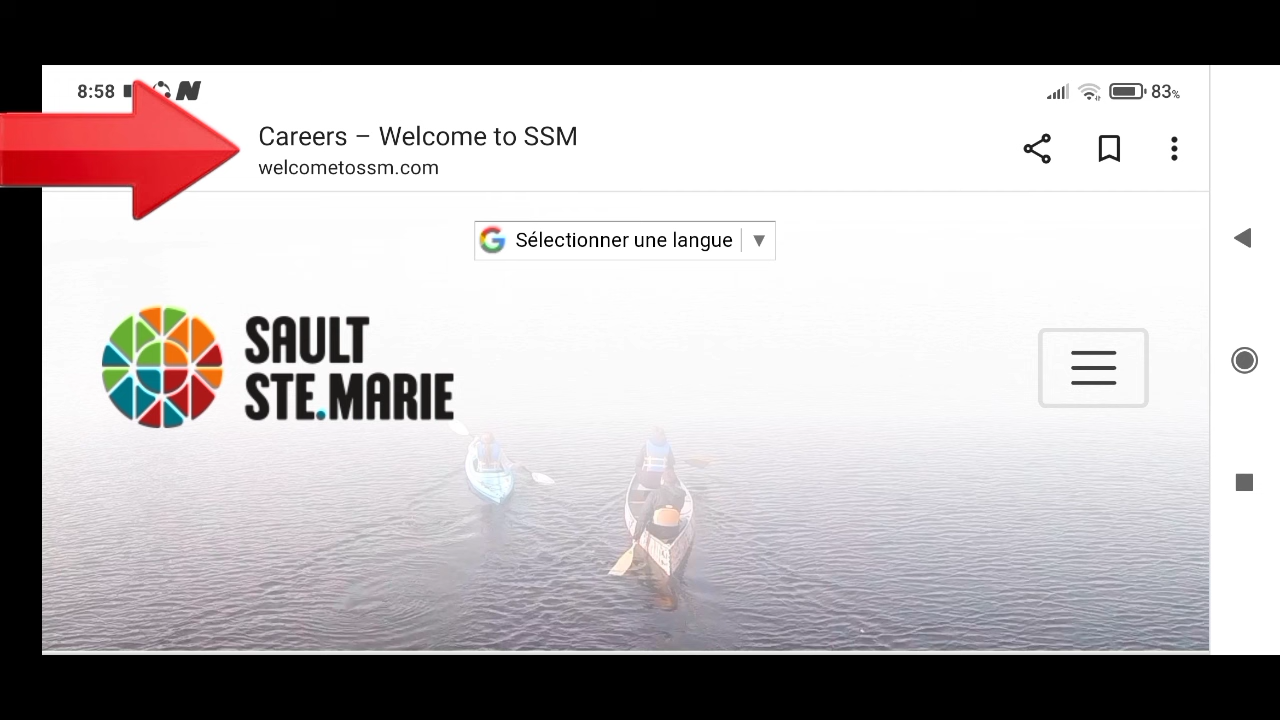 8:58
83%
Careers – Welcome to SSM
welcometossm.com
Sélectionner une langue
SAULT
STE.MARIE